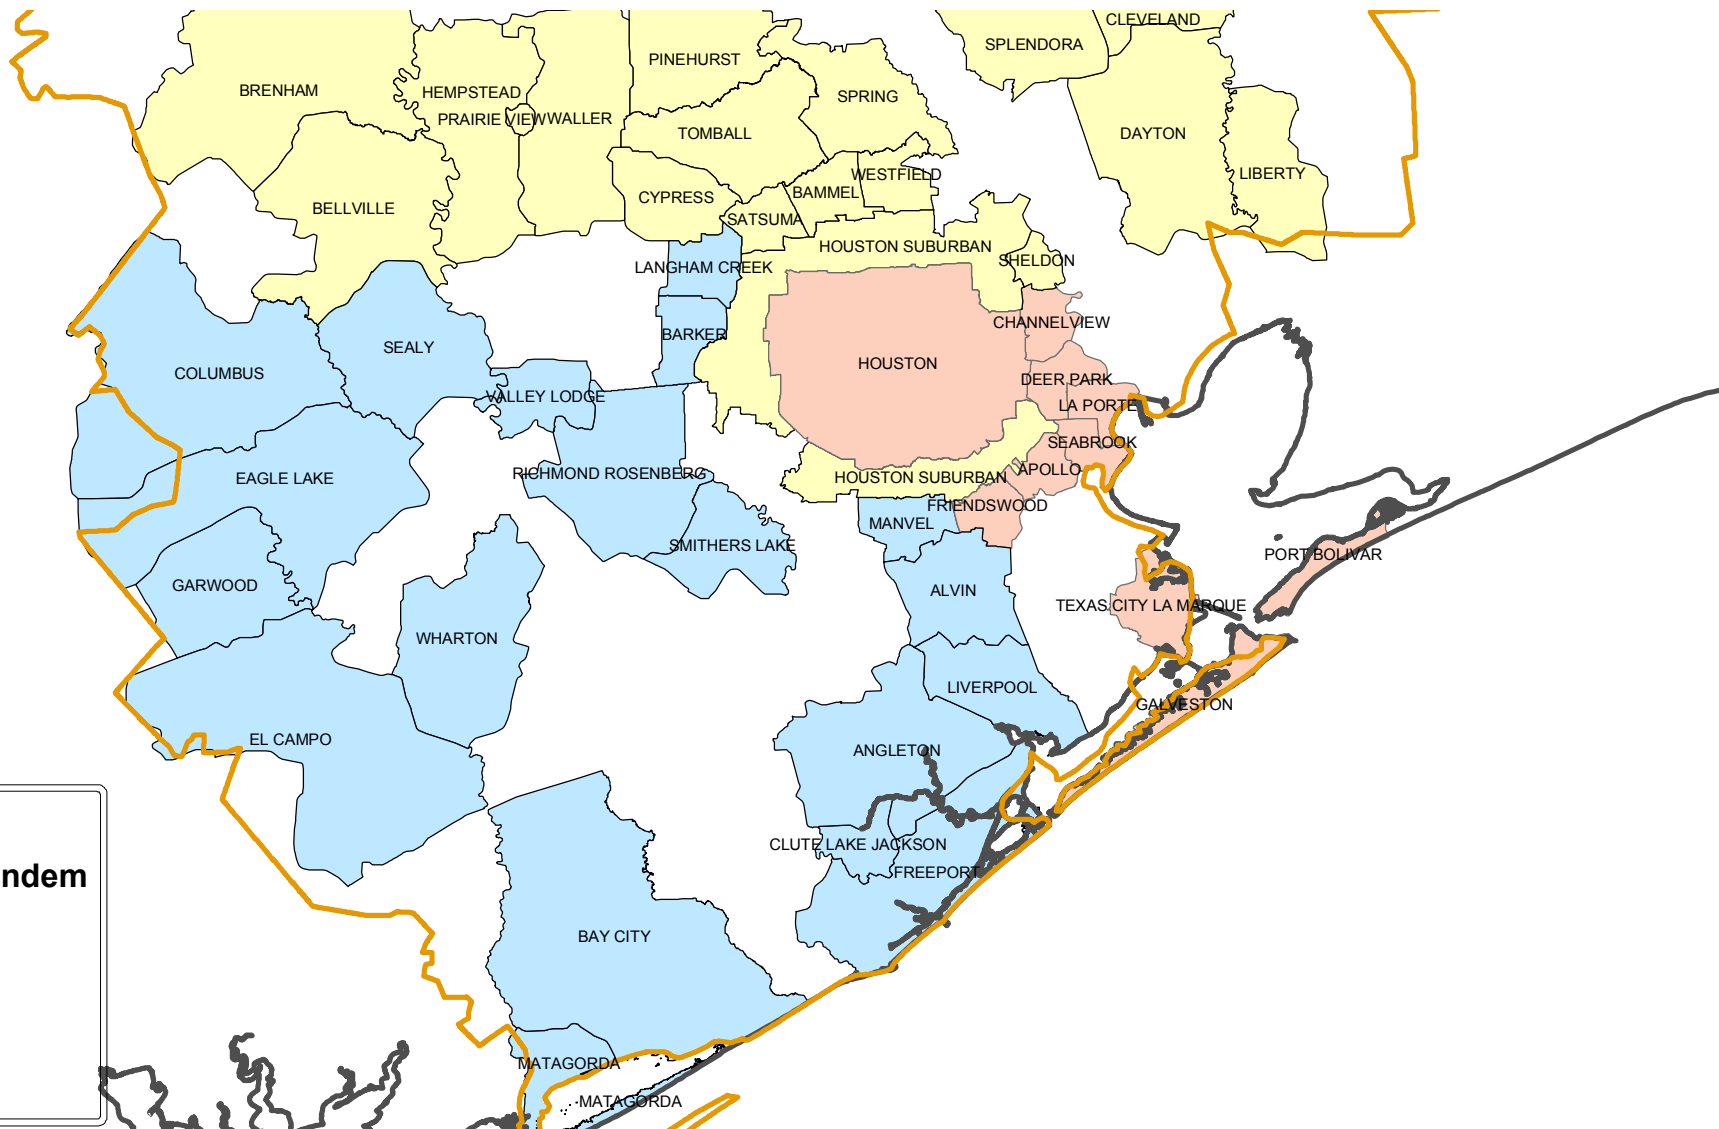 CLEVELAND
SPLENDORA
PINEHURST
BRENHAM
HEMPSTEAD
SPRING
PRAIRIE VIEW
WALLER
TOMBALL
DAYTON
LIBERTY
WESTFIELD
BAMMEL
CYPRESS
BELLVILLE
SATSUMA
HOUSTON SUBURBAN
SHELDON
LANGHAM CREEK
CHANNELVIEW
BARKER
SEALY
HOUSTON
COLUMBUS
DEER PARK
VALLEY LODGE
LA PORTE
SEABROOK
APOLLO
RICHMOND ROSENBERG
EAGLE LAKE
HOUSTON SUBURBAN
FRIENDSWOOD
MANVEL
SMITHERS LAKE
PORT BOLIVAR
GARWOOD
ALVIN
TEXAS CITY LA MARQUE
WHARTON
LIVERPOOL
GALVESTON
EL CAMPO
ANGLETON
CLUTE LAKE JACKSON
FREEPORT
ndem
BAY CITY
MATAGORDA
MATAGORDA